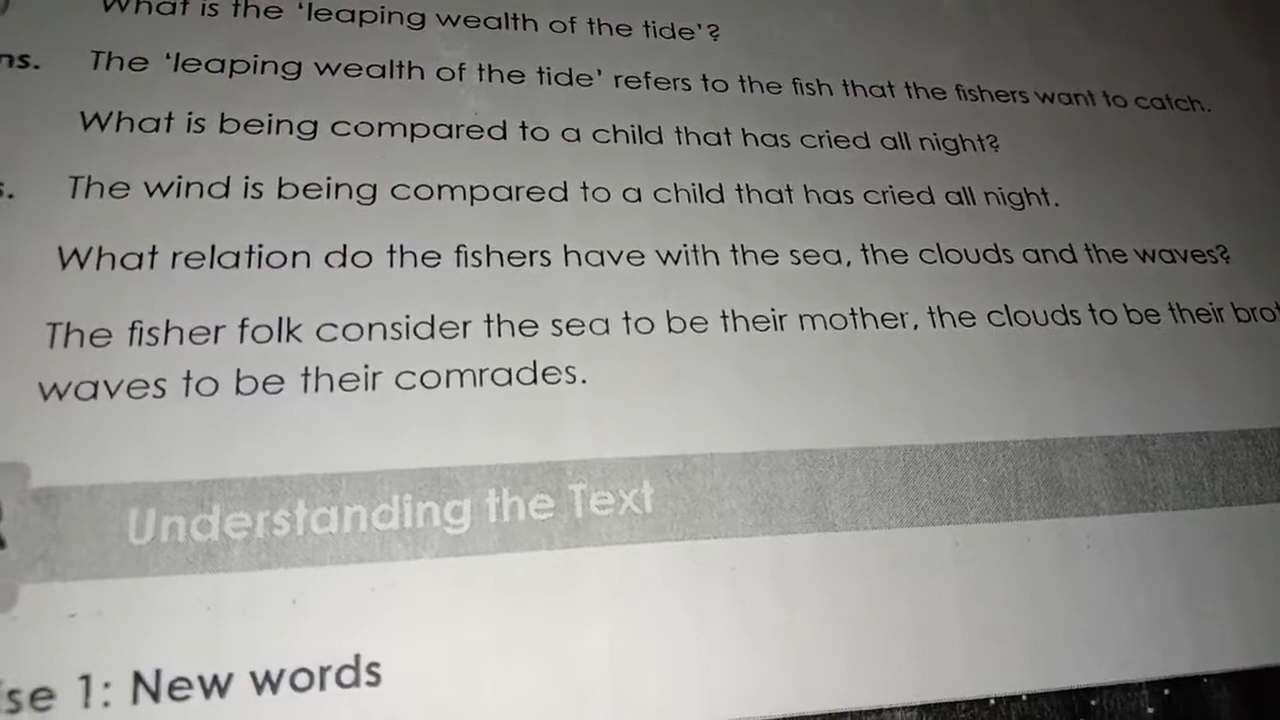 What is the 'leaping wealth of the tide'?
ns. The 'leaping wealth of the tide' refers to the fish that the fishers want to catch.
What is being compared to a child that has cried all night?
s. The wind is being compared to a child that has cried all night.
What relation do the fishers have with the sea, the clouds and the waves?
The fisher folk consider the sea to be their mother, the clouds to be their brot
waves to be their comrades.
Understanding the Text
se 1: New words